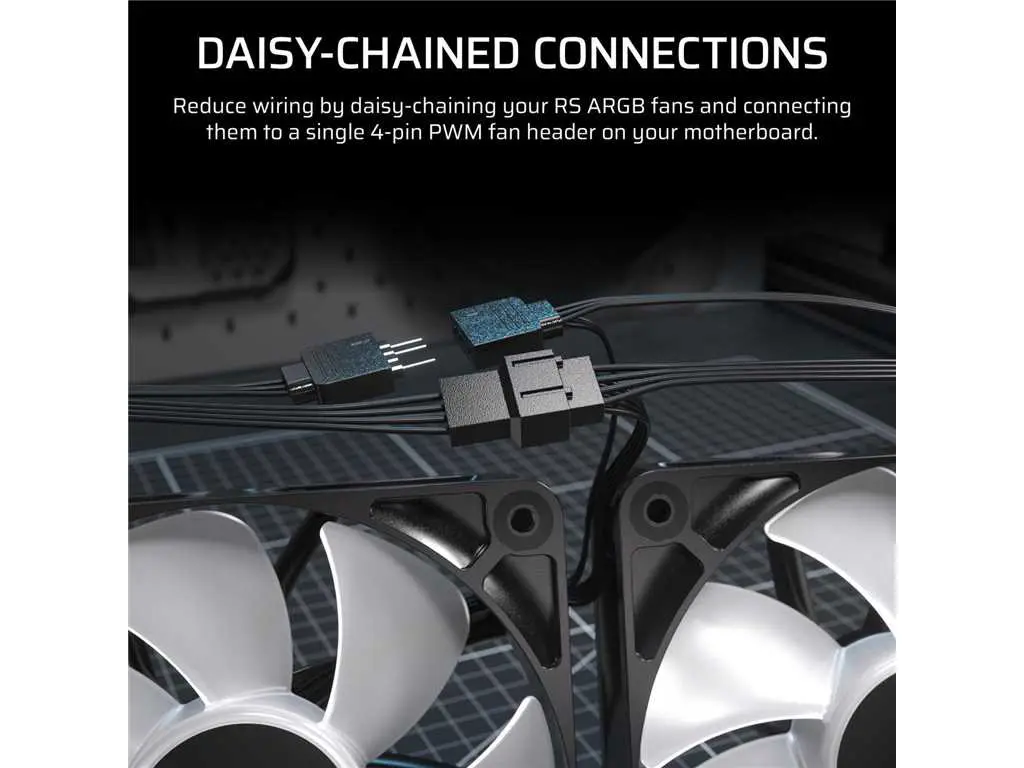 DAISY-CHAINED CONNECTIONS
Reduce wiring by daisy-chaining your RS ARGB fans and connecting
them to a single 4-pin PWM fan header on your motherboard.